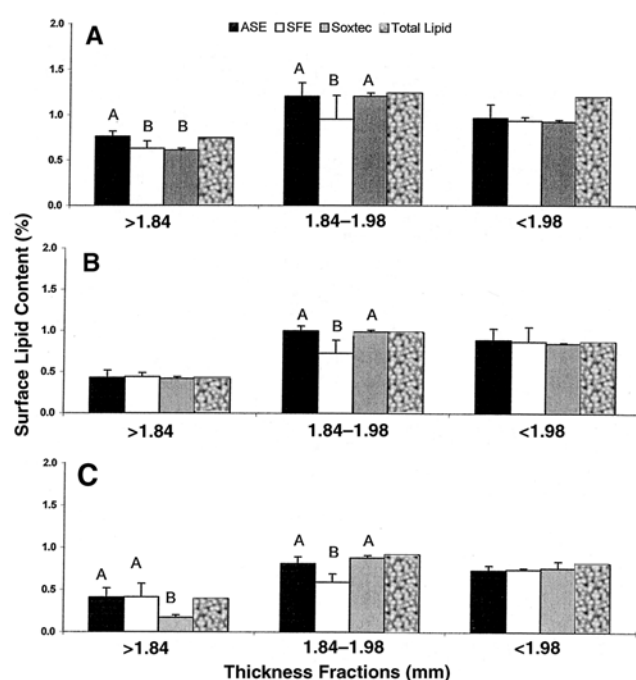 A
ASE SFE Soxtec Total Lipid
2.0
1.5
1.0
0.5
0.0
A B B
A B A
>1.84 1.84–1.98 <1.98
Surface Lipid Content (%)
B
2.0
1.5
1.0
0.5
0.0
A B A
>1.84 1.84–1.98 <1.98
C
2.0
1.5
1.0
0.5
0.0
A A B
A B A
>1.84 1.84–1.98 <1.98
Thickness Fractions (mm)